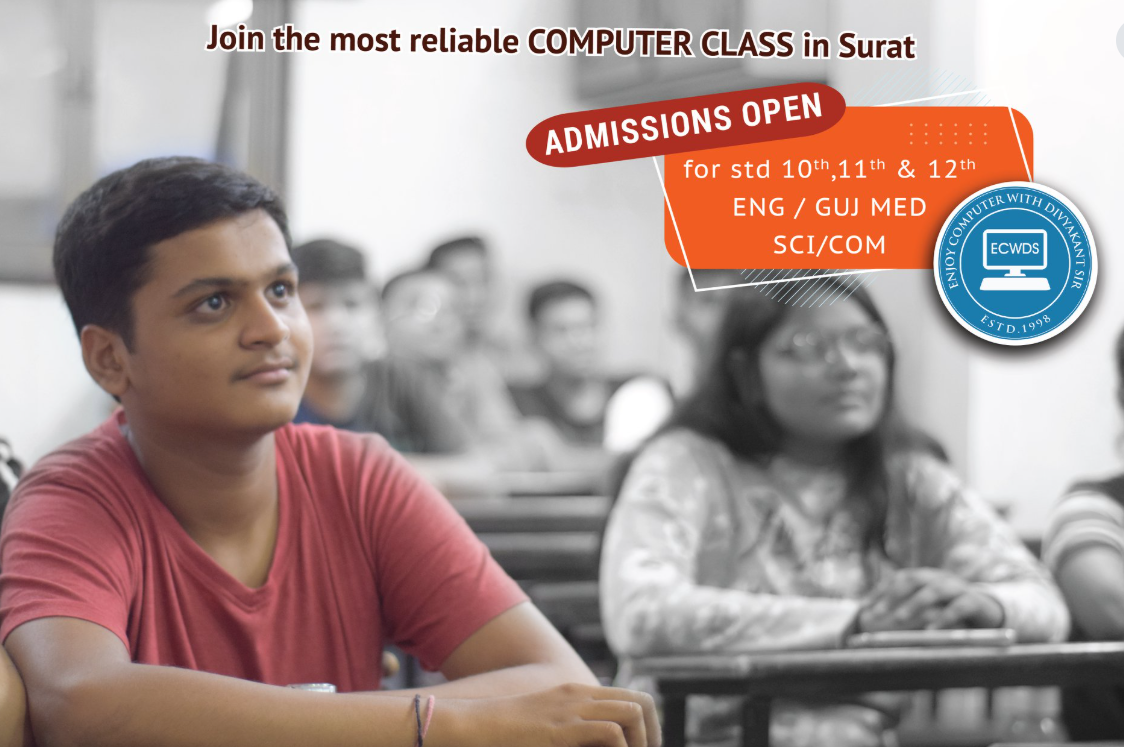 Join the most reliable COMPUTER CLASS in Surat
ADMISSIONS OPEN
for std 10th,11th & 12th
ENG / GUJ MED
SCI/COM
ENJOY COMPUTER WITH DIVYAKANT SIR
ECWDS
ESTD.1998